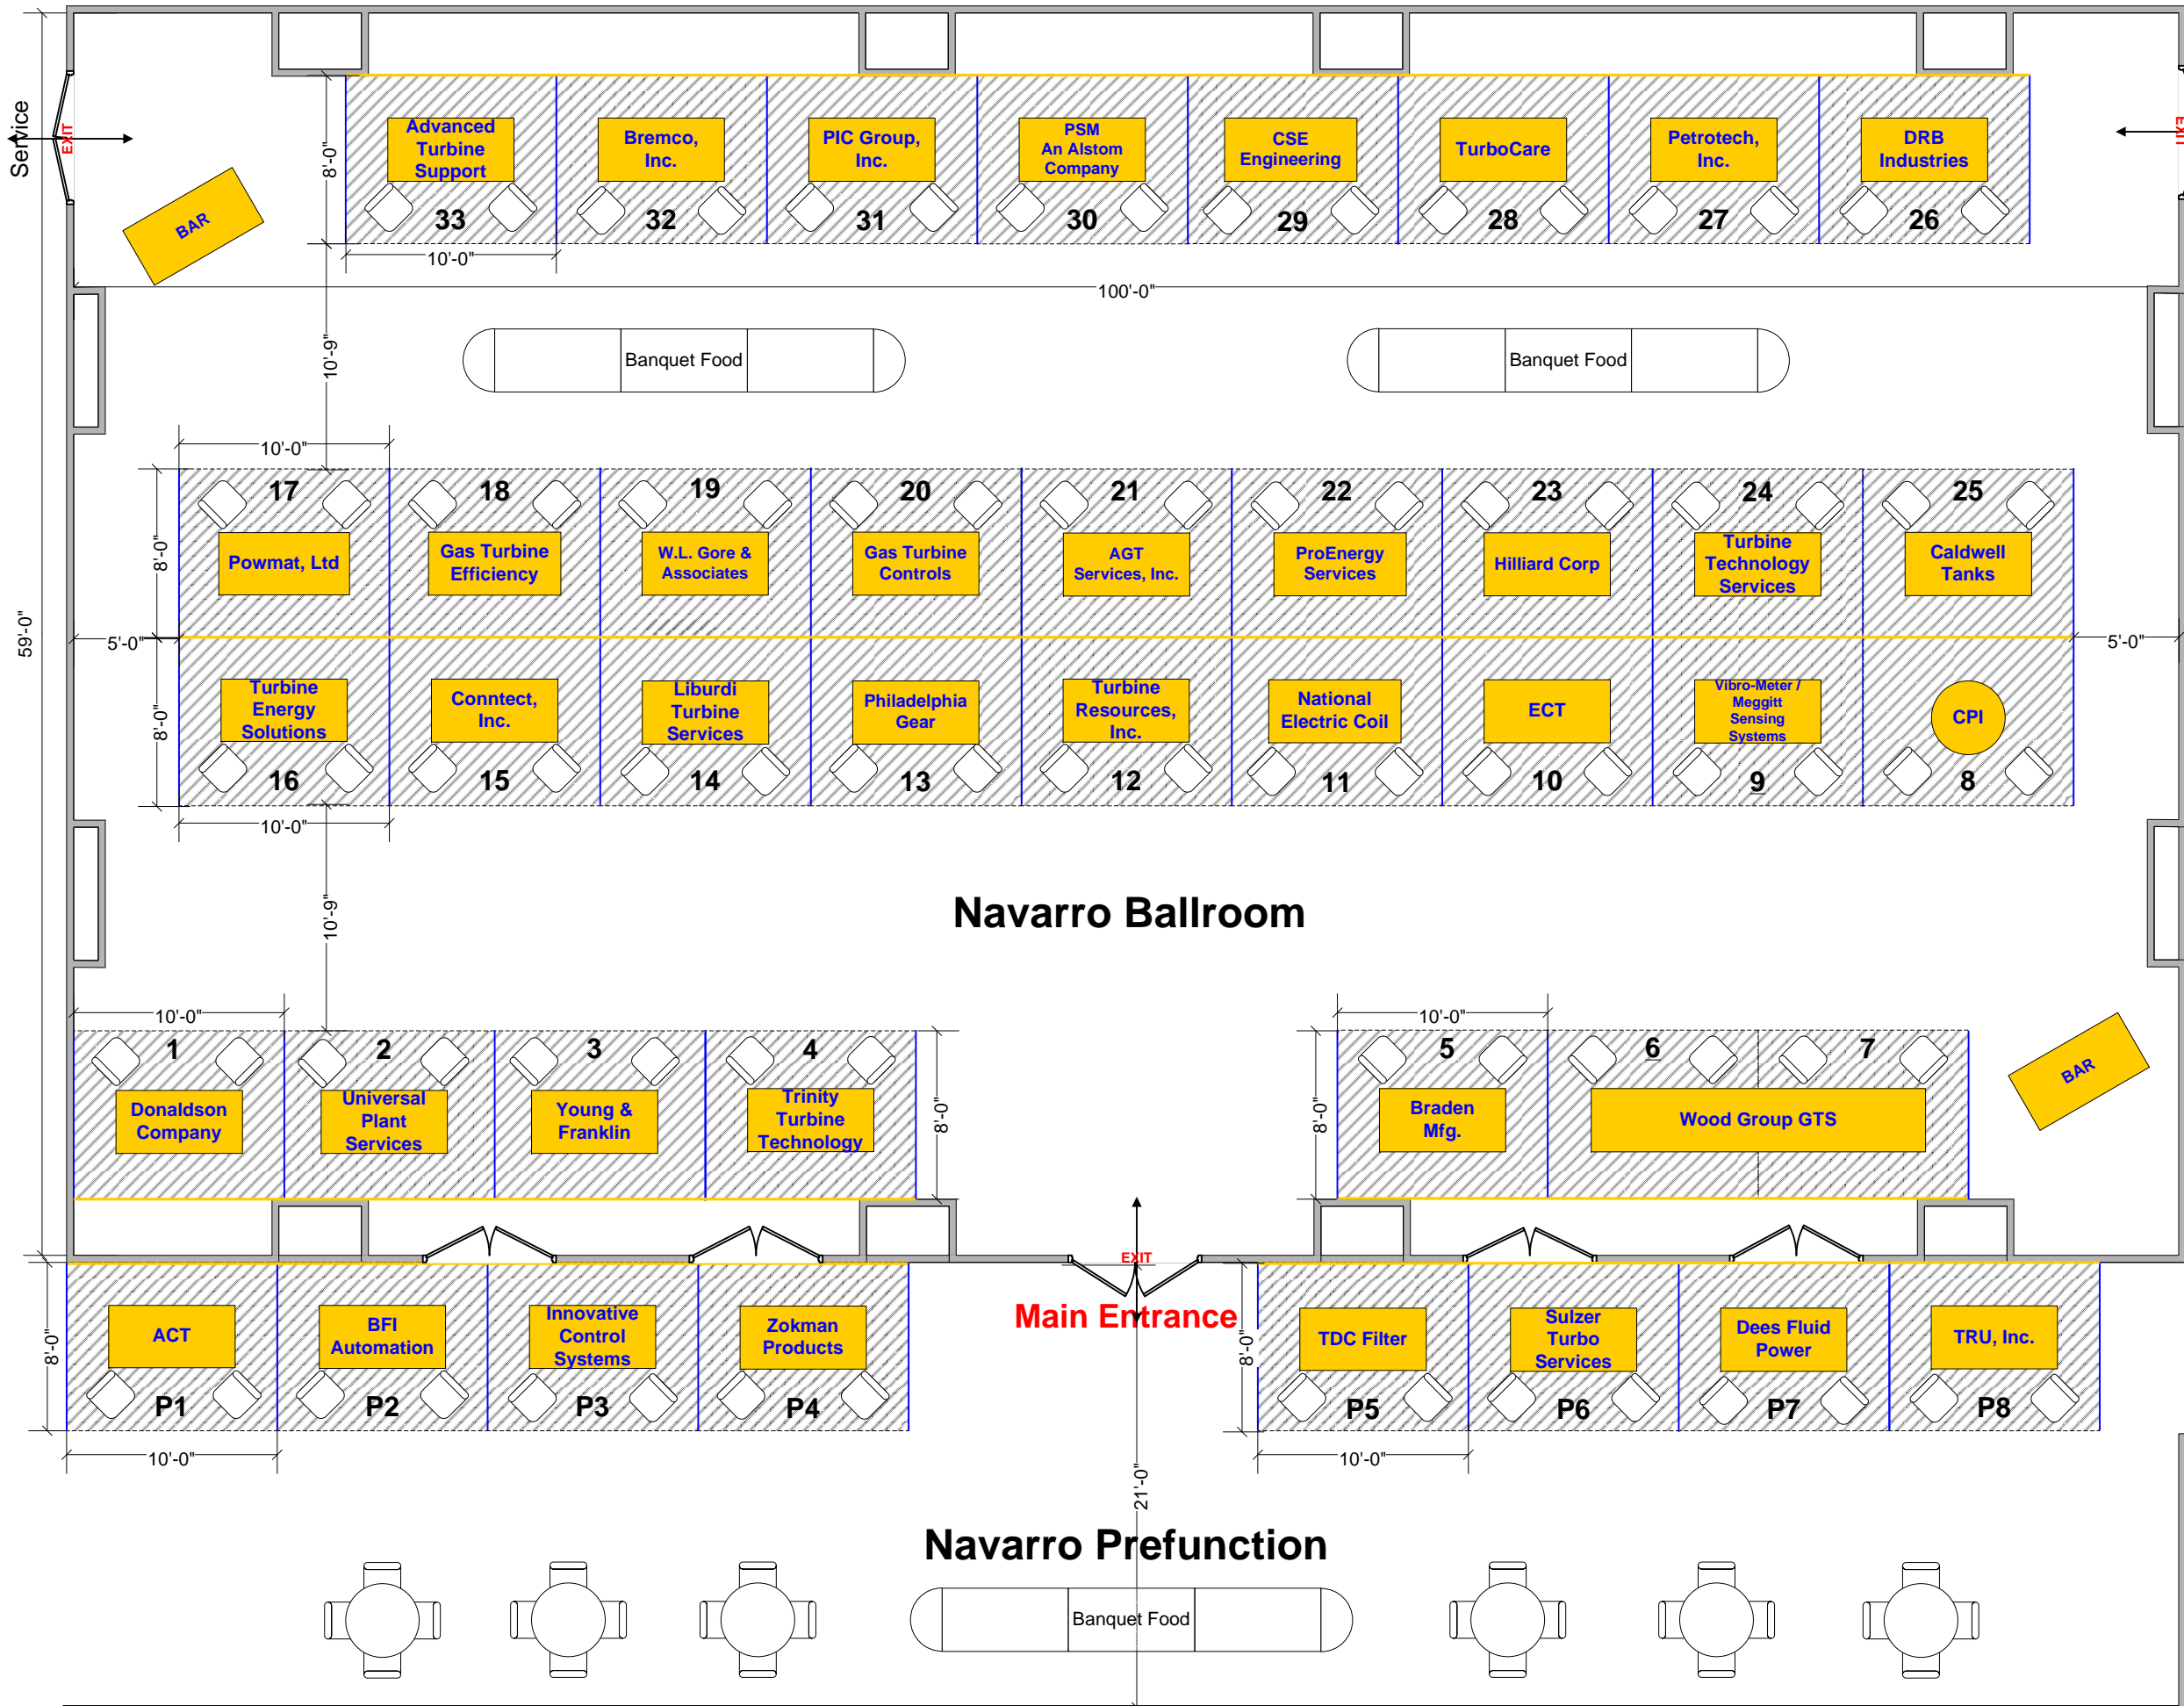 Service
EXIT
BAR
8'-0"
Advanced
Turbine
Support
33
Bremco,
Inc.
32
PIC Group,
Inc.
31
PSM
An Alstom
Company
30
CSE
Engineering
29
TurboCare
28
Petrotech,
Inc.
27
DRB
Industries
26
EXIT
10'-0"
100'-0"
10'-9"
Banquet Food
Banquet Food
10'-0"
8'-0"
17
Powmat, Ltd
18
Gas Turbine
Efficiency
19
W.L. Gore &
Associates
20
Gas Turbine
Controls
21
AGT
Services, Inc.
22
ProEnergy
Services
23
Hilliard Corp
24
Turbine
Technology
Services
25
Caldwell
Tanks
59'-0"
5'-0"
5'-0"
8'-0"
Turbine
Energy
Solutions
16
Conntect,
Inc.
15
Liburdi
Turbine
Services
14
Philadelphia
Gear
13
Turbine
Resources,
Inc.
12
National
Electric Coil
11
ECT
10
Vibro-Meter /
Meggitt
Sensing
Systems
9
CPI
8
10'-0"
10'-9"
Navarro Ballroom
10'-0"
1
Donaldson
Company
2
Universal
Plant
Services
3
Young &
Franklin
4
Trinity
Turbine
Technology
8'-0"
10'-0"
8'-0"
5
Braden
Mfg.
6
7
Wood Group GTS
BAR
EXIT
Main Entrance
8'-0"
ACT
P1
BFI
Automation
P2
Innovative
Control
Systems
P3
Zokman
Products
P4
8'-0"
TDC Filter
P5
Sulzer
Turbo
Services
P6
Dees Fluid
Power
P7
TRU, Inc.
P8
10'-0"
10'-0"
21'-0"
Navarro Prefunction
Banquet Food